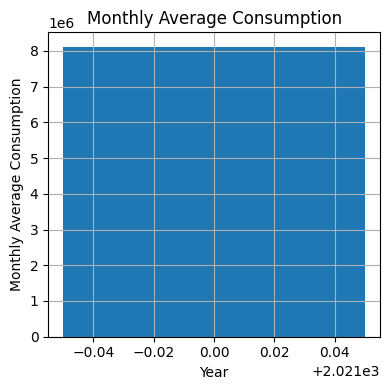 Monthly Average Consumption
1e6
8
7
6
5
4
3
2
1
0
Monthly Average Consumption
−0.04 −0.02 0.00 0.02 0.04
+2.021e3
Year